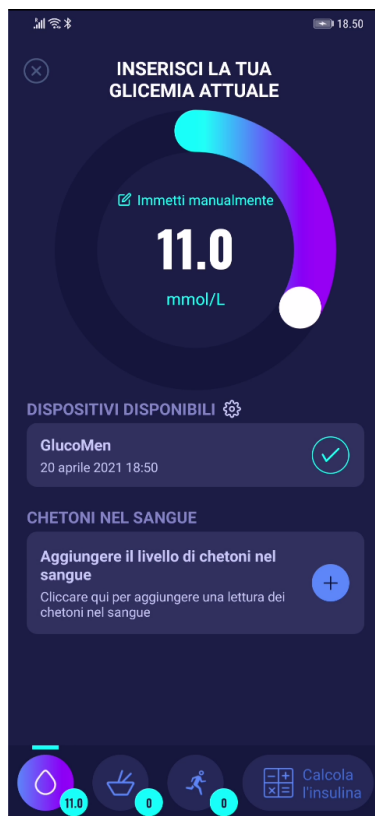 18.50
INSERISCI LA TUA
GLICEMIA ATTUALE
Immetti manualmente
11.0
mmol/L
DISPOSITIVI DISPONIBILI
GlucoMen
20 aprile 2021 18:50
CHETONI NEL SANGUE
Aggiungere il livello di chetoni nel
sangue
Cliccare qui per aggiungere una lettura dei
chetoni nel sangue
11.0
0
0
Calcola
l'insulina